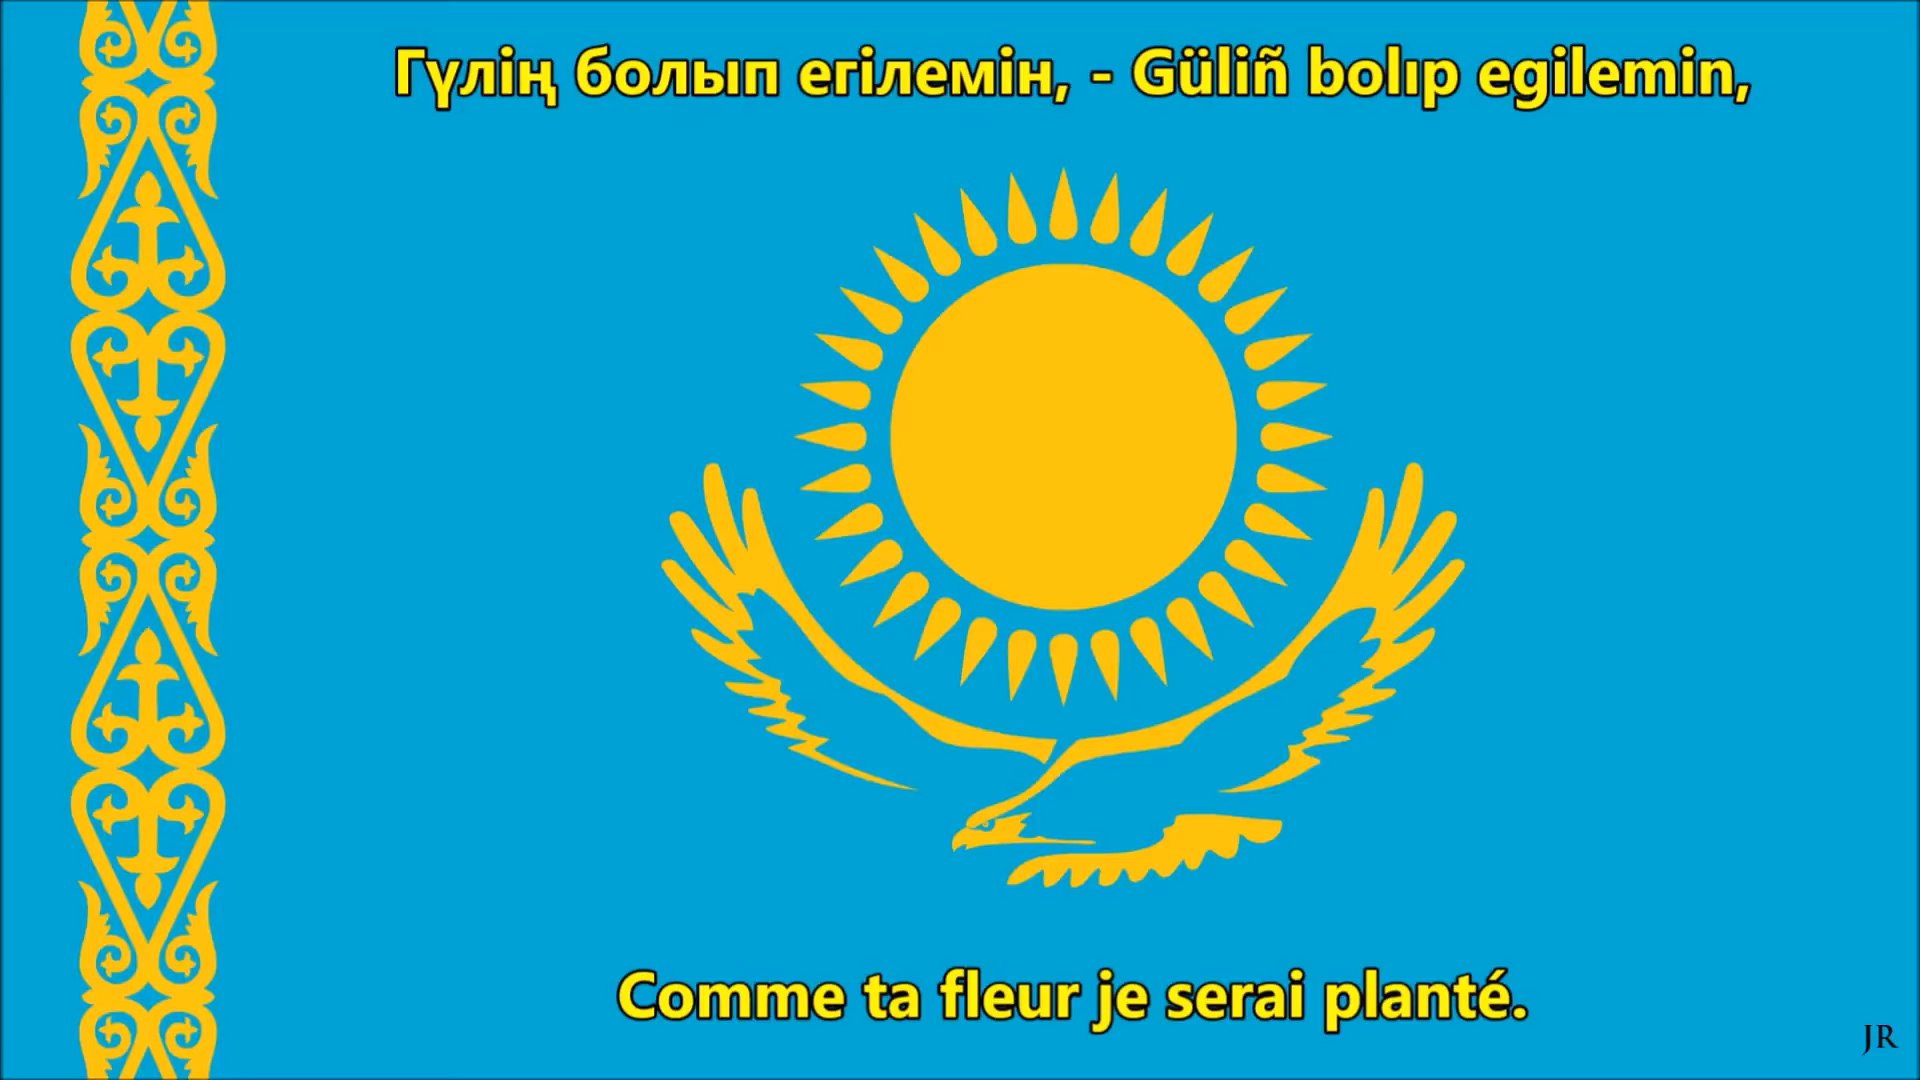 Гүлің болып егілемін, - Güliñ bolıp egilemin,
Comme ta fleur je serai planté.
JR